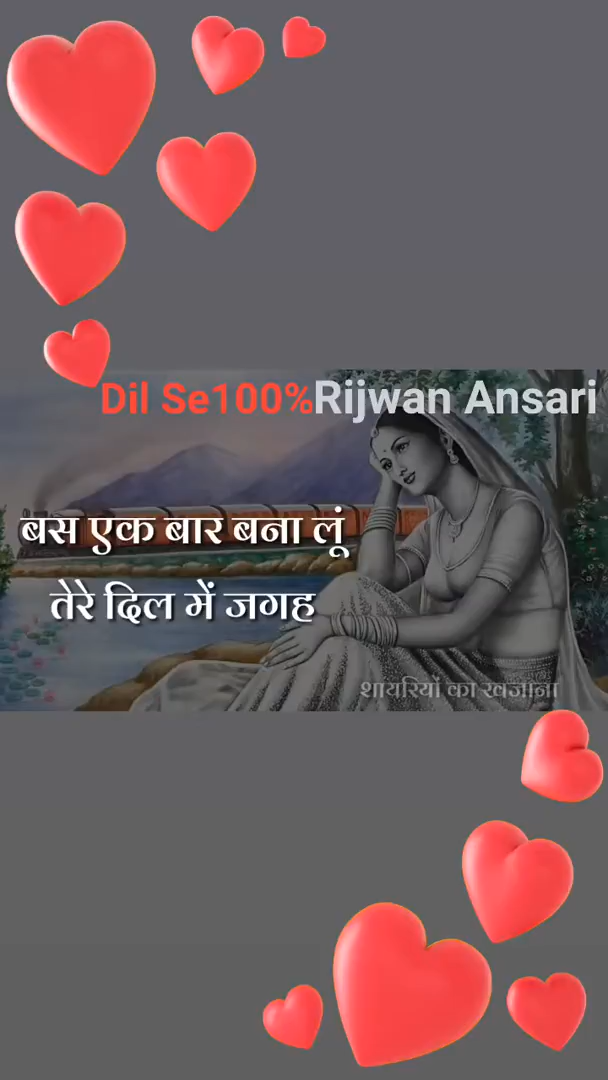 Dil Se100%Rijwan Ansari
बस एक बार बना लूं
तेरे दिल में जगह
शायरियों का खजाना